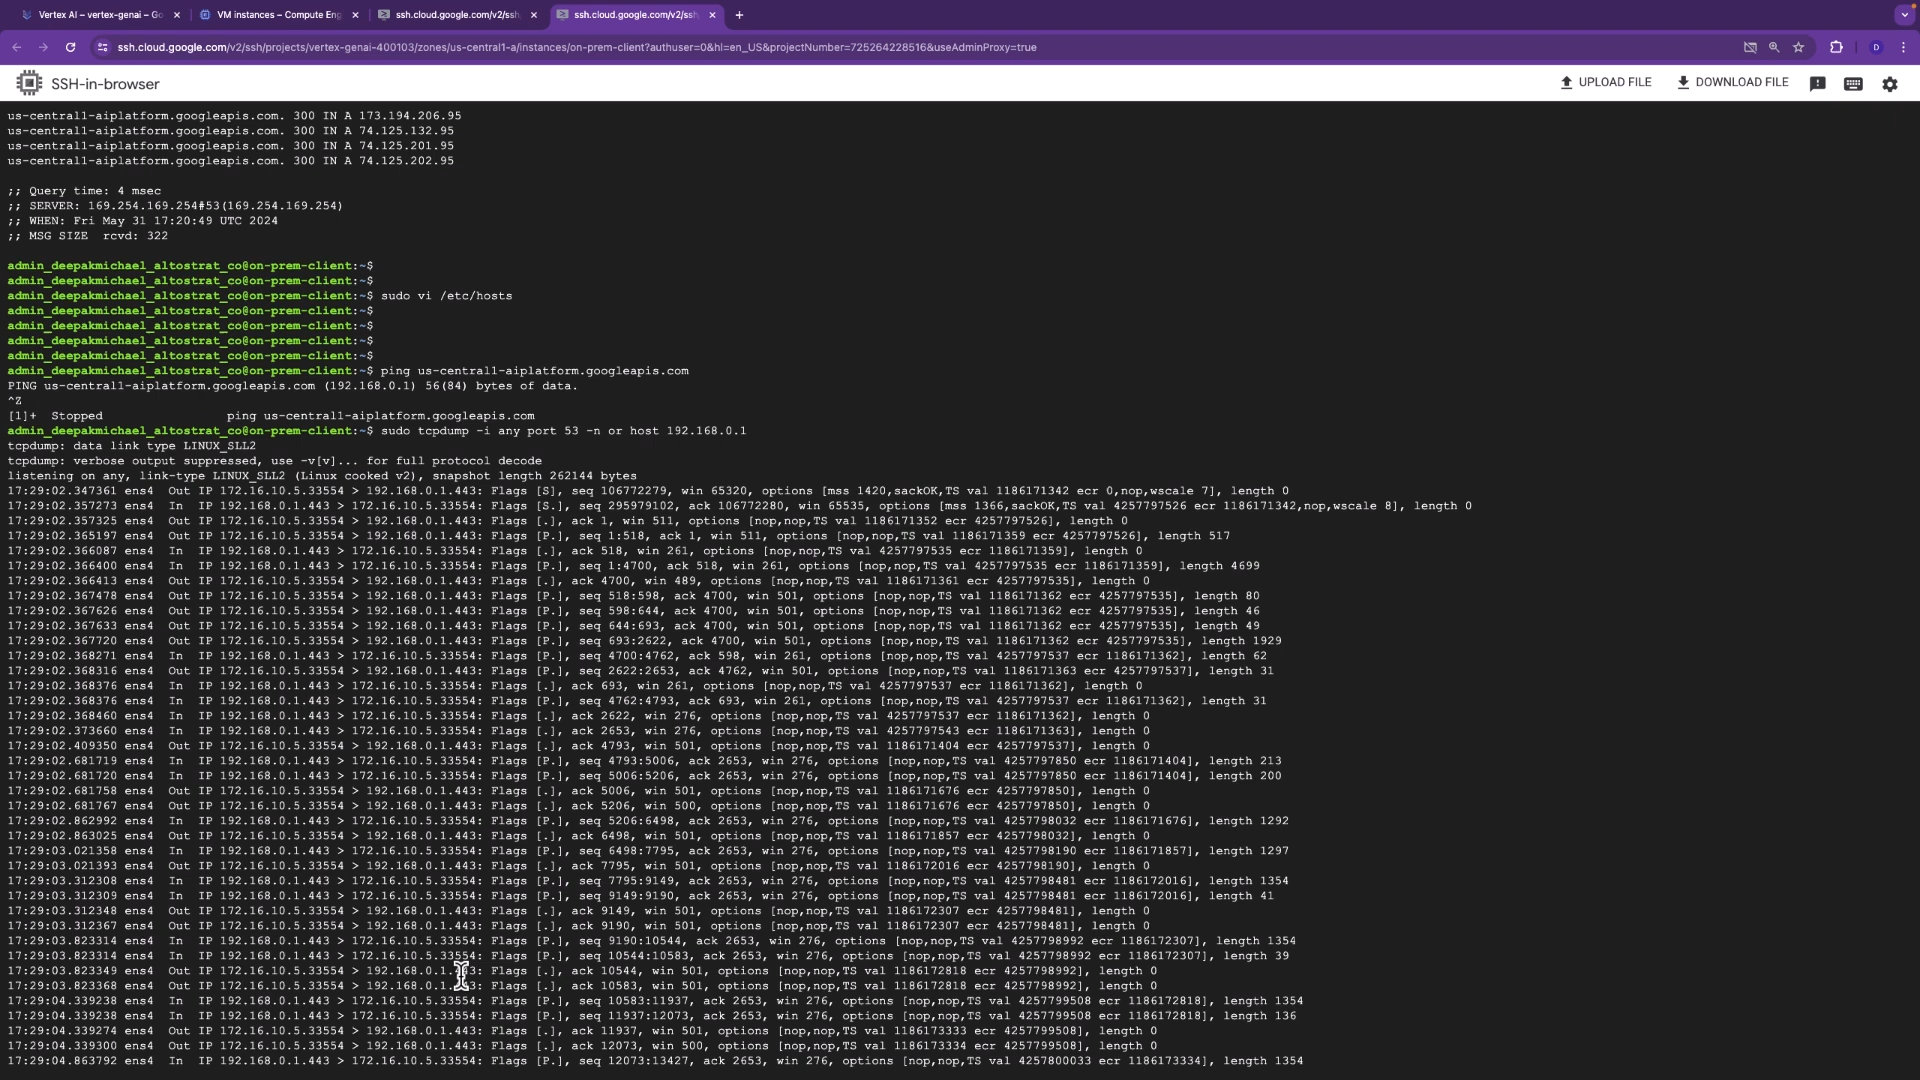 Vertex AI – vertex-genai – Go
VM instances – Compute Eng
ssh.cloud.google.com/v2/ssh
ssh.cloud.google.com/v2/ssh
ssh.cloud.google.com/v2/ssh/projects/vertex-genai-400103/zones/us-central1-a/instances/on-prem-client?authuser=0&hl=en_US&projectNumber=725264228516&useAdminProxy=true
D
SSH-in-browser
UPLOAD FILE
DOWNLOAD FILE
us-central1-aiplatform.googleapis.com. 300 IN A 173.194.206.95
us-central1-aiplatform.googleapis.com. 300 IN A 74.125.132.95
us-central1-aiplatform.googleapis.com. 300 IN A 74.125.201.95
us-central1-aiplatform.googleapis.com. 300 IN A 74.125.202.95
;; Query time: 4 msec
;; SERVER: 169.254.169.254#53(169.254.169.254)
;; WHEN: Fri May 31 17:20:49 UTC 2024
;; MSG SIZE  rcvd: 322
admin_deepakmichael_altostrat_co@on-prem-client:~$
admin_deepakmichael_altostrat_co@on-prem-client:~$
admin_deepakmichael_altostrat_co@on-prem-client:~$ sudo vi /etc/hosts
admin_deepakmichael_altostrat_co@on-prem-client:~$
admin_deepakmichael_altostrat_co@on-prem-client:~$
admin_deepakmichael_altostrat_co@on-prem-client:~$
admin_deepakmichael_altostrat_co@on-prem-client:~$
admin_deepakmichael_altostrat_co@on-prem-client:~$ ping us-central1-aiplatform.googleapis.com
PING us-central1-aiplatform.googleapis.com (192.168.0.1) 56(84) bytes of data.
^Z
[1]+  Stopped                 ping us-central1-aiplatform.googleapis.com
admin_deepakmichael_altostrat_co@on-prem-client:~$ sudo tcpdump -i any port 53 -n or host 192.168.0.1
tcpdump: data link type LINUX_SLL2
tcpdump: verbose output suppressed, use -v[v]... for full protocol decode
listening on any, link-type LINUX_SLL2 (Linux cooked v2), snapshot length 262144 bytes
17:29:02.347361 ens4  Out IP 172.16.10.5.33554 > 192.168.0.1.443: Flags [S], seq 106772279, win 65320, options [mss 1420,sackOK,TS val 1186171342 ecr 0,nop,wscale 7], length 0
17:29:02.357273 ens4  In  IP 192.168.0.1.443 > 172.16.10.5.33554: Flags [S.], seq 295979102, ack 106772280, win 65535, options [mss 1366,sackOK,TS val 4257797526 ecr 1186171342,nop,wscale 8], length 0
17:29:02.357325 ens4  Out IP 172.16.10.5.33554 > 192.168.0.1.443: Flags [.], ack 1, win 511, options [nop,nop,TS val 1186171352 ecr 4257797526], length 0
17:29:02.365197 ens4  Out IP 172.16.10.5.33554 > 192.168.0.1.443: Flags [P.], seq 1:518, ack 1, win 511, options [nop,nop,TS val 1186171359 ecr 4257797526], length 517
17:29:02.366087 ens4  In  IP 192.168.0.1.443 > 172.16.10.5.33554: Flags [.], ack 518, win 261, options [nop,nop,TS val 4257797535 ecr 1186171359], length 0
17:29:02.366400 ens4  In  IP 192.168.0.1.443 > 172.16.10.5.33554: Flags [P.], seq 1:4700, ack 518, win 261, options [nop,nop,TS val 4257797535 ecr 1186171359], length 4699
17:29:02.366413 ens4  Out IP 172.16.10.5.33554 > 192.168.0.1.443: Flags [.], ack 4700, win 489, options [nop,nop,TS val 1186171361 ecr 4257797535], length 0
17:29:02.367478 ens4  Out IP 172.16.10.5.33554 > 192.168.0.1.443: Flags [P.], seq 518:598, ack 4700, win 501, options [nop,nop,TS val 1186171362 ecr 4257797535], length 80
17:29:02.367626 ens4  Out IP 172.16.10.5.33554 > 192.168.0.1.443: Flags [P.], seq 598:644, ack 4700, win 501, options [nop,nop,TS val 1186171362 ecr 4257797535], length 46
17:29:02.367633 ens4  Out IP 172.16.10.5.33554 > 192.168.0.1.443: Flags [P.], seq 644:693, ack 4700, win 501, options [nop,nop,TS val 1186171362 ecr 4257797535], length 49
17:29:02.367720 ens4  Out IP 172.16.10.5.33554 > 192.168.0.1.443: Flags [P.], seq 693:2622, ack 4700, win 501, options [nop,nop,TS val 1186171362 ecr 4257797535], length 1929
17:29:02.368271 ens4  In  IP 192.168.0.1.443 > 172.16.10.5.33554: Flags [P.], seq 4700:4762, ack 598, win 261, options [nop,nop,TS val 4257797537 ecr 1186171362], length 62
17:29:02.368316 ens4  Out IP 172.16.10.5.33554 > 192.168.0.1.443: Flags [P.], seq 2622:2653, ack 4762, win 501, options [nop,nop,TS val 1186171363 ecr 4257797537], length 31
17:29:02.368376 ens4  In  IP 192.168.0.1.443 > 172.16.10.5.33554: Flags [.], ack 693, win 261, options [nop,nop,TS val 4257797537 ecr 1186171362], length 0
17:29:02.368376 ens4  In  IP 192.168.0.1.443 > 172.16.10.5.33554: Flags [P.], seq 4762:4793, ack 693, win 261, options [nop,nop,TS val 4257797537 ecr 1186171362], length 31
17:29:02.368460 ens4  In  IP 192.168.0.1.443 > 172.16.10.5.33554: Flags [.], ack 2622, win 276, options [nop,nop,TS val 4257797537 ecr 1186171362], length 0
17:29:02.373660 ens4  In  IP 192.168.0.1.443 > 172.16.10.5.33554: Flags [.], ack 2653, win 276, options [nop,nop,TS val 4257797543 ecr 1186171363], length 0
17:29:02.409350 ens4  Out IP 172.16.10.5.33554 > 192.168.0.1.443: Flags [.], ack 4793, win 501, options [nop,nop,TS val 1186171404 ecr 4257797537], length 0
17:29:02.681719 ens4  In  IP 192.168.0.1.443 > 172.16.10.5.33554: Flags [P.], seq 4793:5006, ack 2653, win 276, options [nop,nop,TS val 4257797850 ecr 1186171404], length 213
17:29:02.681720 ens4  In  IP 192.168.0.1.443 > 172.16.10.5.33554: Flags [P.], seq 5006:5206, ack 2653, win 276, options [nop,nop,TS val 4257797850 ecr 1186171404], length 200
17:29:02.681758 ens4  Out IP 172.16.10.5.33554 > 192.168.0.1.443: Flags [.], ack 5006, win 501, options [nop,nop,TS val 1186171676 ecr 4257797850], length 0
17:29:02.681767 ens4  Out IP 172.16.10.5.33554 > 192.168.0.1.443: Flags [.], ack 5206, win 500, options [nop,nop,TS val 1186171676 ecr 4257797850], length 0
17:29:02.862992 ens4  In  IP 192.168.0.1.443 > 172.16.10.5.33554: Flags [P.], seq 5206:6498, ack 2653, win 276, options [nop,nop,TS val 4257798032 ecr 1186171676], length 1292
17:29:02.863025 ens4  Out IP 172.16.10.5.33554 > 192.168.0.1.443: Flags [.], ack 6498, win 501, options [nop,nop,TS val 1186171857 ecr 4257798032], length 0
17:29:03.021358 ens4  In  IP 192.168.0.1.443 > 172.16.10.5.33554: Flags [P.], seq 6498:7795, ack 2653, win 276, options [nop,nop,TS val 4257798190 ecr 1186171857], length 1297
17:29:03.021393 ens4  Out IP 172.16.10.5.33554 > 192.168.0.1.443: Flags [.], ack 7795, win 501, options [nop,nop,TS val 1186172016 ecr 4257798190], length 0
17:29:03.312308 ens4  In  IP 192.168.0.1.443 > 172.16.10.5.33554: Flags [P.], seq 7795:9149, ack 2653, win 276, options [nop,nop,TS val 4257798481 ecr 1186172016], length 1354
17:29:03.312309 ens4  In  IP 192.168.0.1.443 > 172.16.10.5.33554: Flags [P.], seq 9149:9190, ack 2653, win 276, options [nop,nop,TS val 4257798481 ecr 1186172016], length 41
17:29:03.312348 ens4  Out IP 172.16.10.5.33554 > 192.168.0.1.443: Flags [.], ack 9149, win 501, options [nop,nop,TS val 1186172307 ecr 4257798481], length 0
17:29:03.312367 ens4  Out IP 172.16.10.5.33554 > 192.168.0.1.443: Flags [.], ack 9190, win 501, options [nop,nop,TS val 1186172307 ecr 4257798481], length 0
17:29:03.823314 ens4  In  IP 192.168.0.1.443 > 172.16.10.5.33554: Flags [P.], seq 9190:10544, ack 2653, win 276, options [nop,nop,TS val 4257798992 ecr 1186172307], length 1354
17:29:03.823314 ens4  In  IP 192.168.0.1.443 > 172.16.10.5.33554: Flags [P.], seq 10544:10583, ack 2653, win 276, options [nop,nop,TS val 4257798992 ecr 1186172307], length 39
17:29:03.823349 ens4  Out IP 172.16.10.5.33554 > 192.168.0.1.443: Flags [.], ack 10544, win 501, options [nop,nop,TS val 1186172818 ecr 4257798992], length 0
17:29:03.823368 ens4  Out IP 172.16.10.5.33554 > 192.168.0.1.443: Flags [.], ack 10583, win 501, options [nop,nop,TS val 1186172818 ecr 4257798992], length 0
17:29:04.339238 ens4  In  IP 192.168.0.1.443 > 172.16.10.5.33554: Flags [P.], seq 10583:11937, ack 2653, win 276, options [nop,nop,TS val 4257799508 ecr 1186172818], length 1354
17:29:04.339238 ens4  In  IP 192.168.0.1.443 > 172.16.10.5.33554: Flags [P.], seq 11937:12073, ack 2653, win 276, options [nop,nop,TS val 4257799508 ecr 1186172818], length 136
17:29:04.339274 ens4  Out IP 172.16.10.5.33554 > 192.168.0.1.443: Flags [.], ack 11937, win 501, options [nop,nop,TS val 1186173333 ecr 4257799508], length 0
17:29:04.339300 ens4  Out IP 172.16.10.5.33554 > 192.168.0.1.443: Flags [.], ack 12073, win 500, options [nop,nop,TS val 1186173334 ecr 4257799508], length 0
17:29:04.863792 ens4  In  IP 192.168.0.1.443 > 172.16.10.5.33554: Flags [P.], seq 12073:13427, ack 2653, win 276, options [nop,nop,TS val 4257800033 ecr 1186173334], length 1354